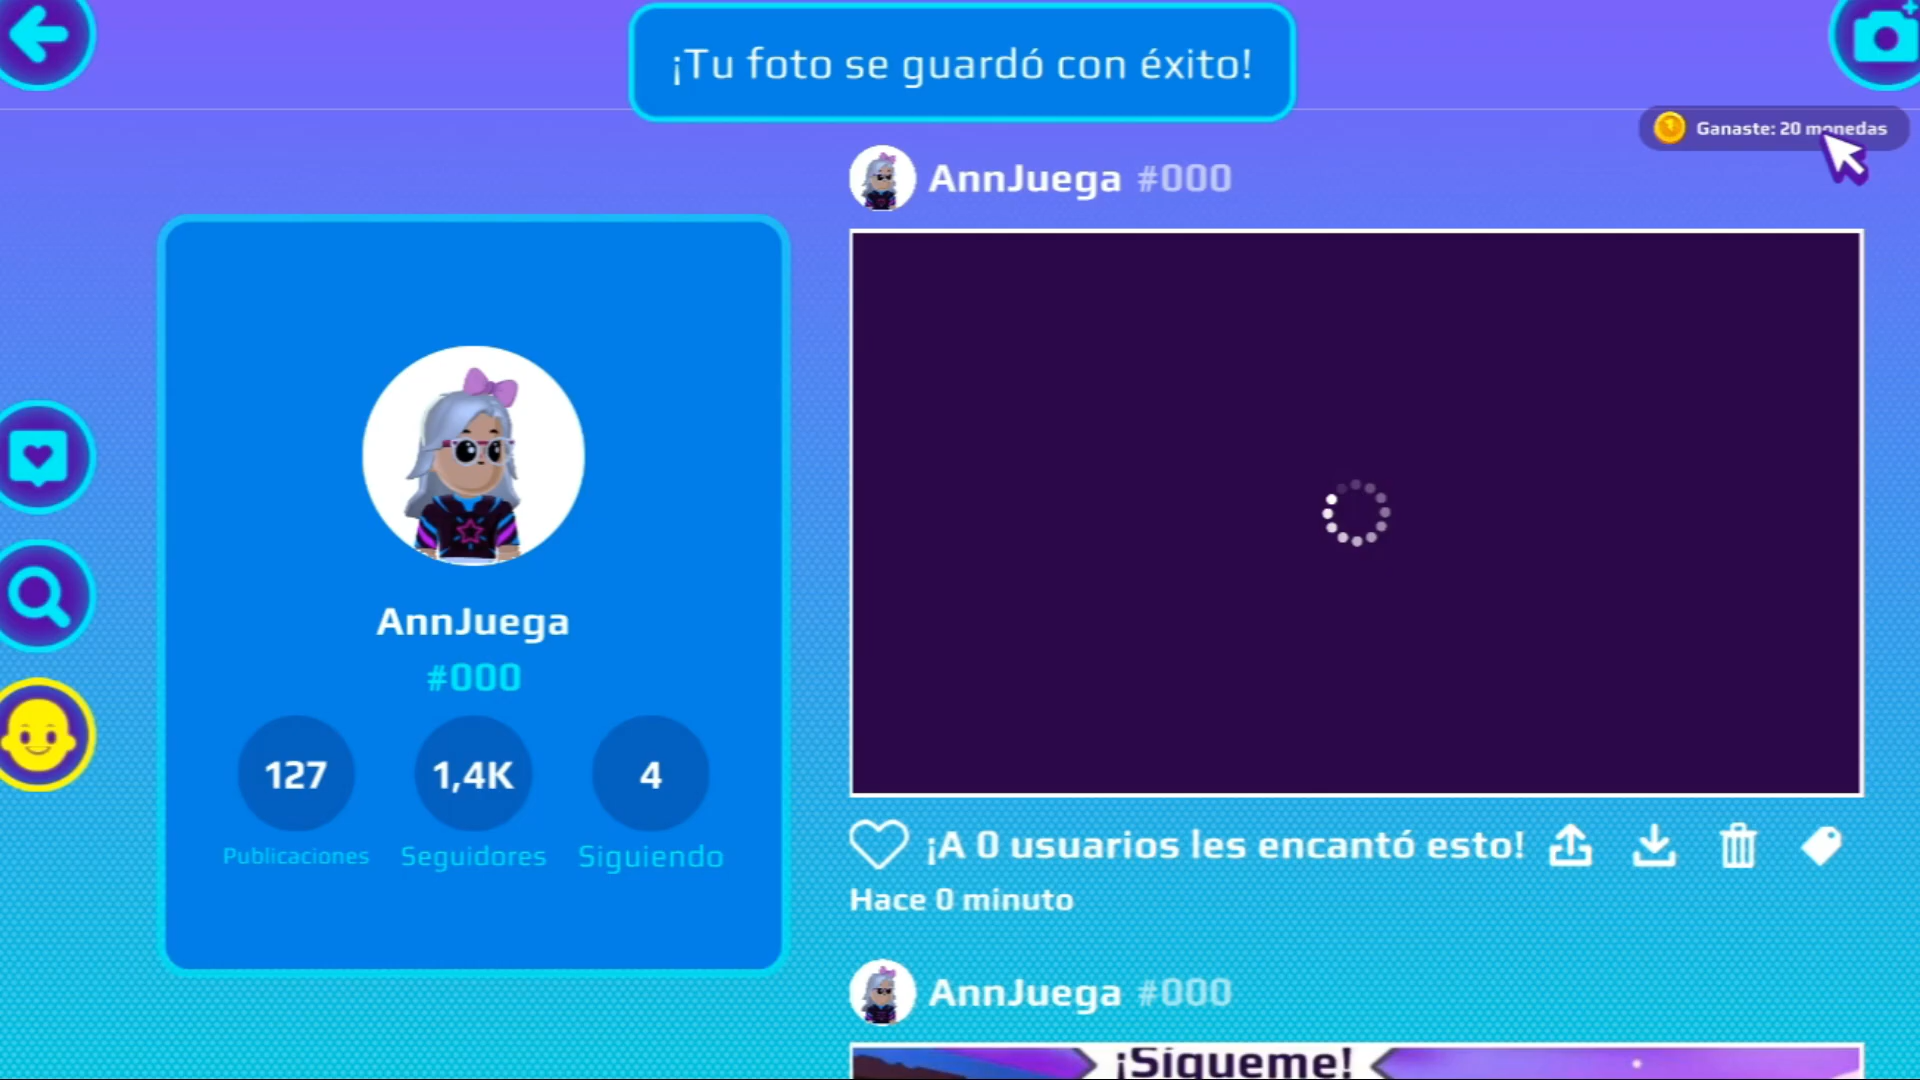 ¡Tu foto se guardó con éxito!
Ganaste: 20 monedas
AnnJuega #000
AnnJuega
#000
127
1,4K
4
Publicaciones
Seguidores
Siguiendo
¡A 0 usuarios les encantó esto!
Hace 0 minuto
AnnJuega #000
¡Sígueme!